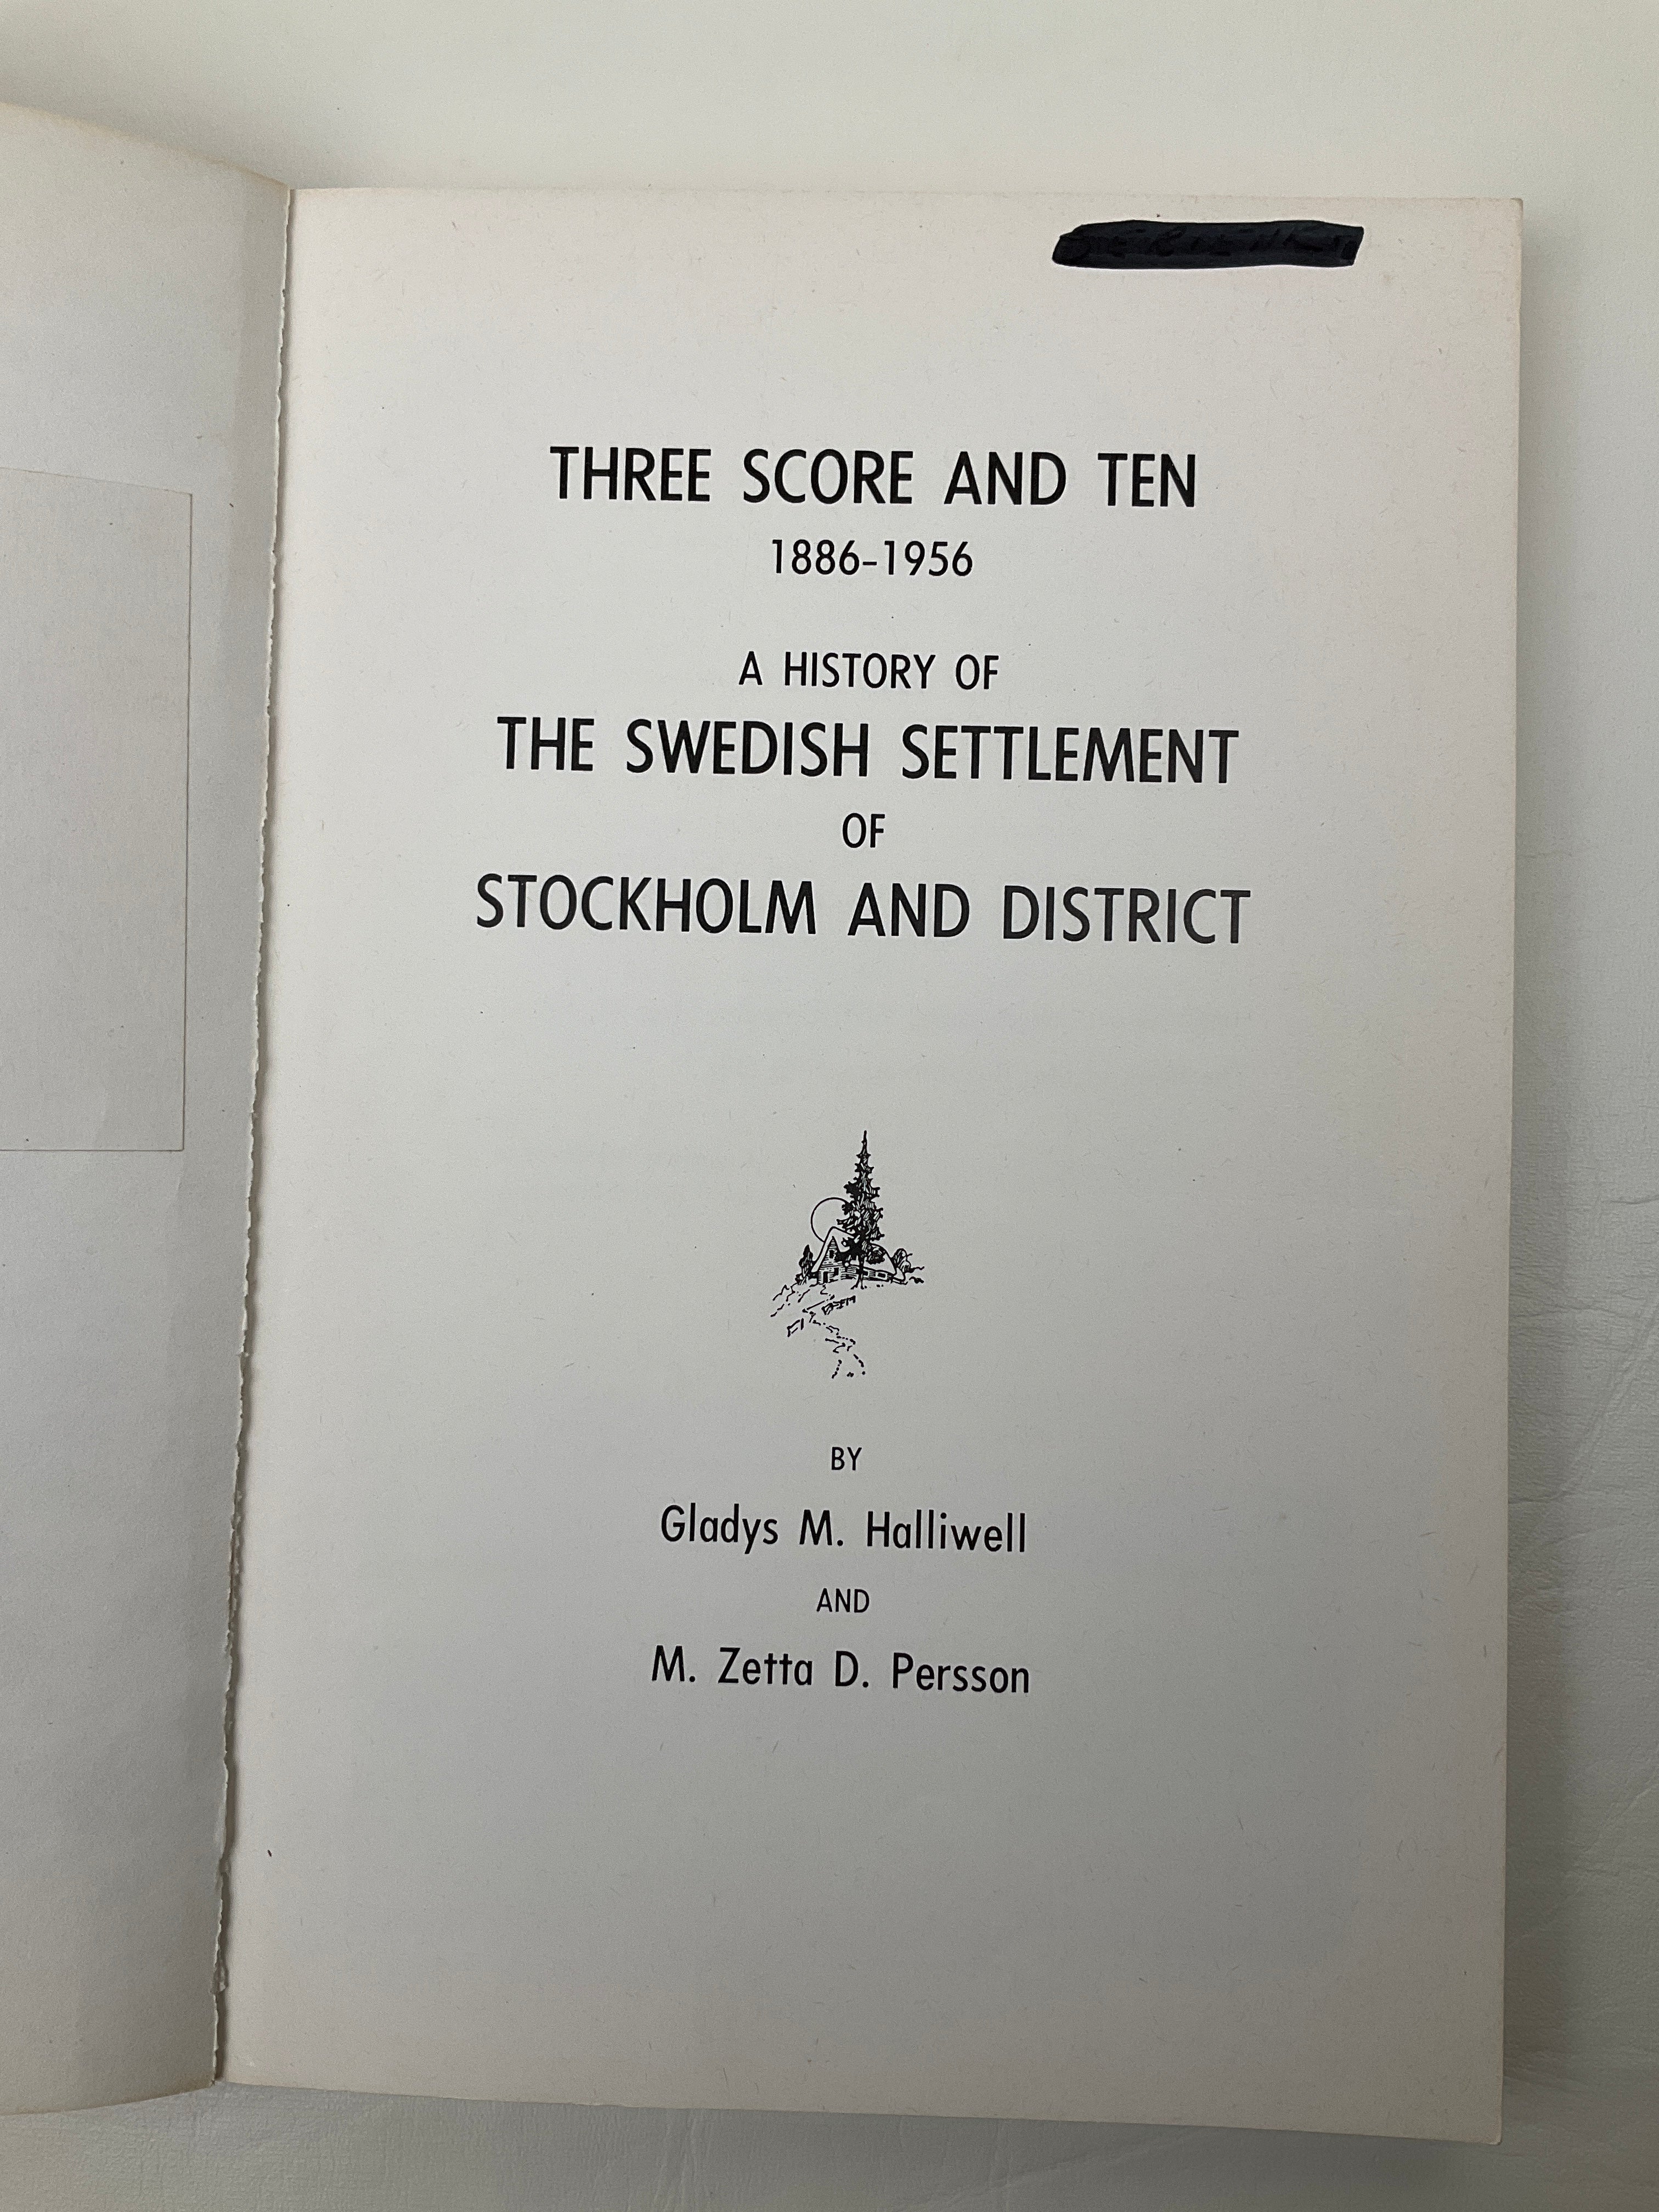 THREE SCORE AND TEN
1886-1956
A HISTORY OF
THE SWEDISH SETTLEMENT
OF
STOCKHOLM AND DISTRICT
BY
Gladys M. Halliwell
AND
M. Zetta D. Persson